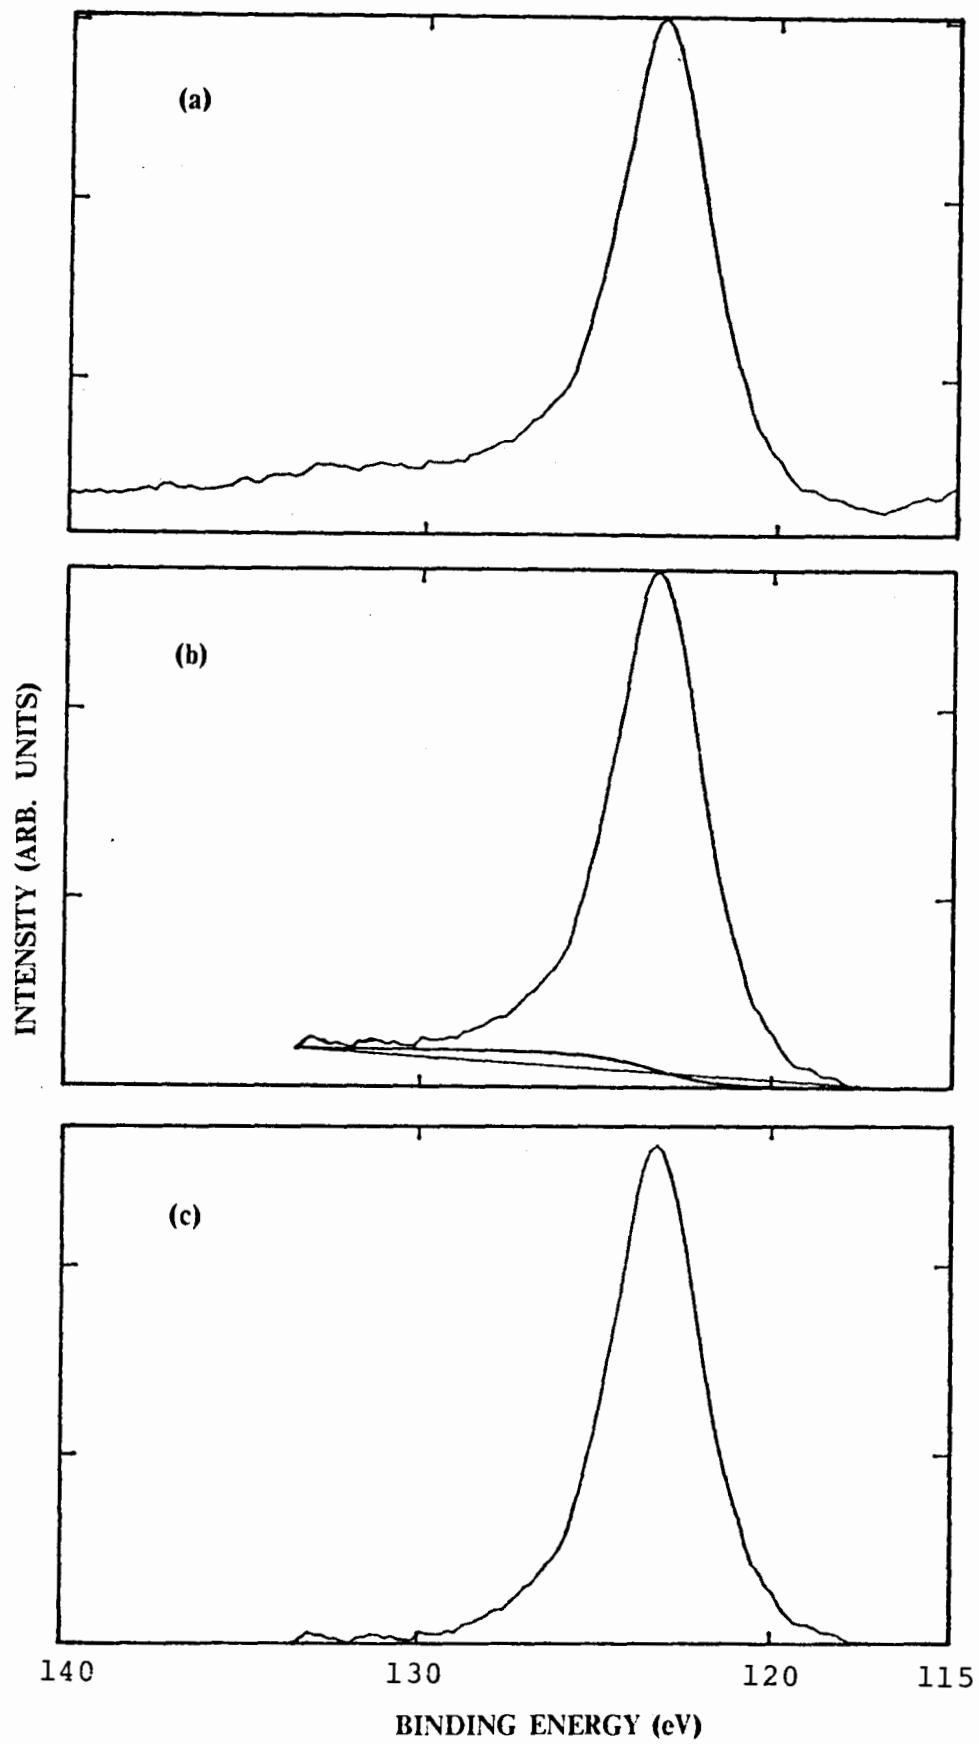 (a)
(b)
INTENSITY (ARB. UNITS)
(c)
140 130 120 115
BINDING ENERGY (eV)